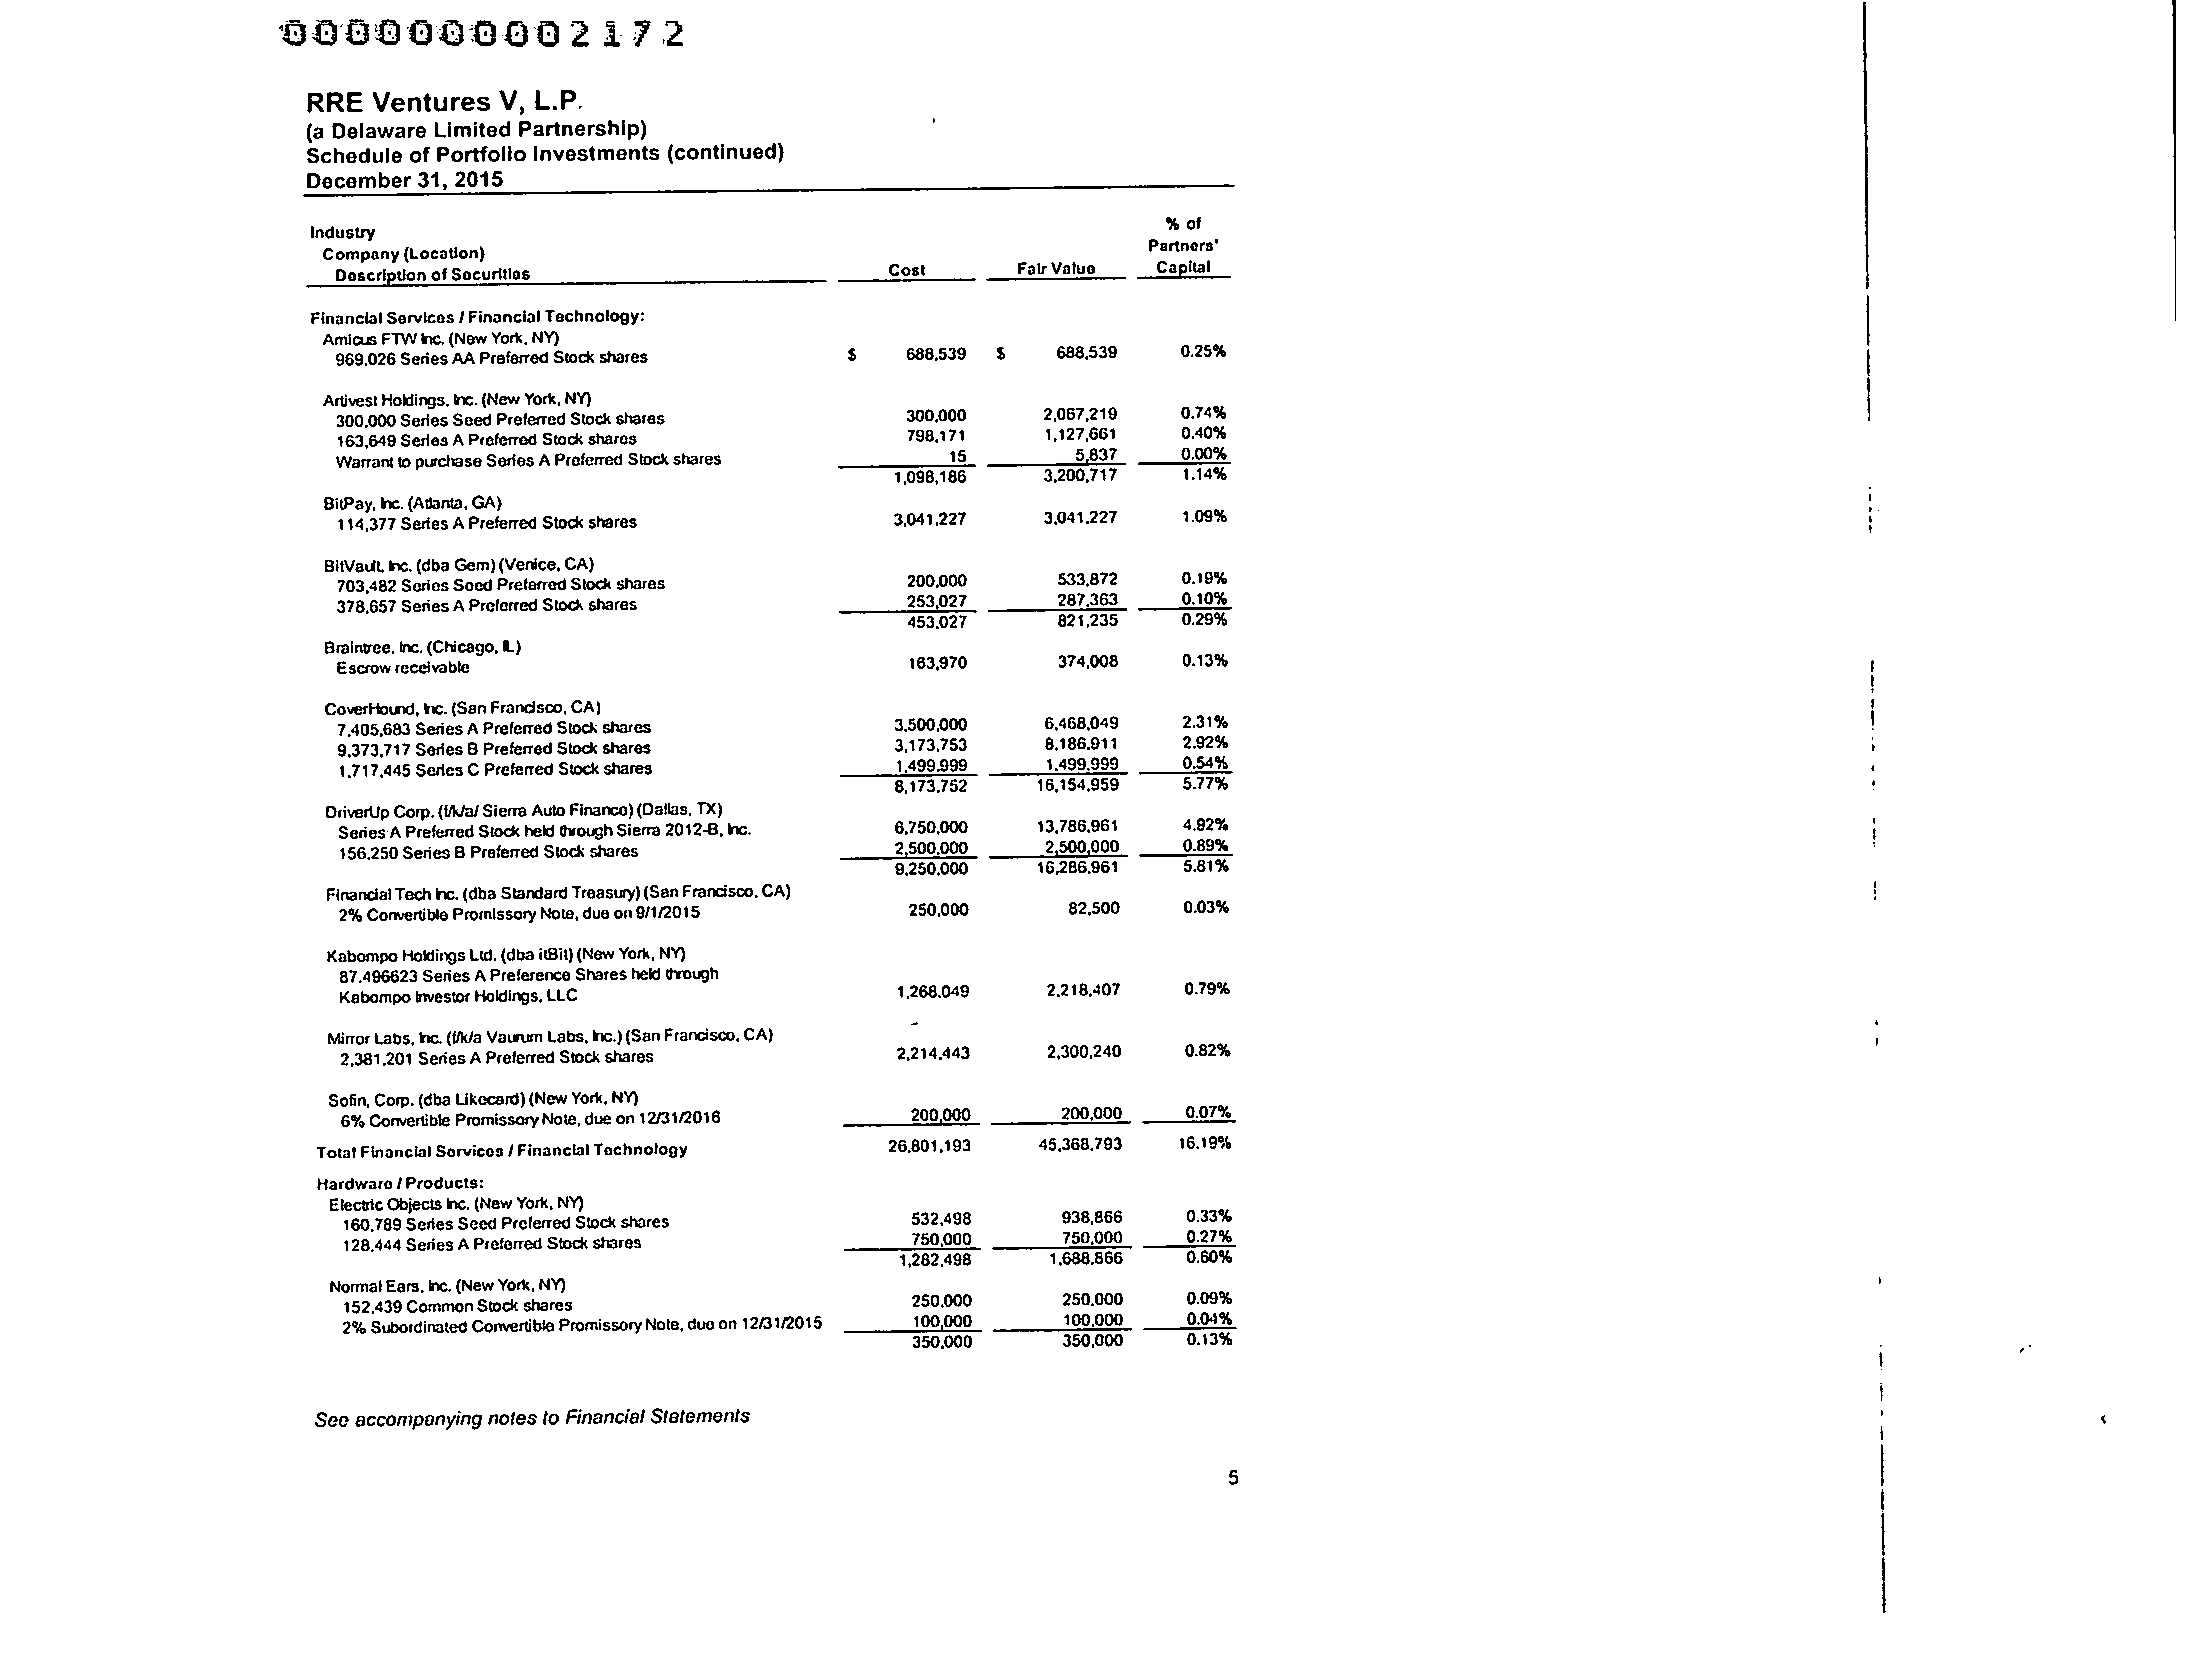 0000000002172
RRE Ventures V, L.P.
(a Delaware Limited Partnership)
Schedule of Portfolio Investments (continued)
December 31, 2015
Industry
Company (Location)
Description of Securities Cost Fair Value % of Partners' Capital
Financial Services / Financial Technology:
Amicus FTW Inc. (New York, NY)
969,026 Series AA Preferred Stock shares $ 688,539 $ 688,539 0.25%
Artivest Holdings, Inc. (New York, NY)
300,000 Series Seed Preferred Stock shares 300,000 2,067,219 0.74%
163,649 Series A Preferred Stock shares 798,171 1,127,661 0.40%
Warrant to purchase Series A Preferred Stock shares 15 5,837 0.00%
1,098,186 3,200,717 1.14%
BitPay, Inc. (Atlanta, GA)
114,377 Series A Preferred Stock shares 3,041,227 3,041,227 1.09%
BitVault, Inc. (dba Gem) (Venice, CA)
703,482 Series Seed Preferred Stock shares 200,000 533,872 0.19%
378,657 Series A Preferred Stock shares 253,027 287,363 0.10%
453,027 821,235 0.29%
Braintree, Inc. (Chicago, IL)
Escrow receivable 163,970 374,008 0.13%
CoverHound, Inc. (San Francisco, CA)
7,405,683 Series A Preferred Stock shares 3,500,000 6,468,049 2.31%
9,373,717 Series B Preferred Stock shares 3,173,753 8,186,911 2.92%
1,717,445 Series C Preferred Stock shares 1,499,999 1,499,999 0.54%
8,173,752 16,154,959 5.77%
DriverUp Corp. (f/k/a/ Sierra Auto Finance) (Dallas, TX)
Series A Preferred Stock held through Sierra 2012-B, Inc. 6,750,000 13,786,961 4.92%
156,250 Series B Preferred Stock shares 2,500,000 2,500,000 0.89%
9,250,000 16,286,961 5.81%
Financial Tech Inc. (dba Standard Treasury) (San Francisco, CA)
2% Convertible Promissory Note, due on 9/1/2015 250,000 82,500 0.03%
Kabompo Holdings Ltd. (dba itBit) (New York, NY)
87.496623 Series A Preference Shares held through
Kabompo Investor Holdings, LLC 1,268,049 2,218,407 0.79%
Mirror Labs, Inc. (f/k/a Vaurum Labs, Inc.) (San Francisco, CA)
2,381,201 Series A Preferred Stock shares 2,214,443 2,300,240 0.82%
Sofin, Corp. (dba Likecard) (New York, NY)
6% Convertible Promissory Note, due on 12/31/2016 200,000 200,000 0.07%
Total Financial Services / Financial Technology 26,801,193 45,368,793 16.19%
Hardware / Products:
Electric Objects Inc. (New York, NY)
160,789 Series Seed Preferred Stock shares 532,498 938,866 0.33%
128,444 Series A Preferred Stock shares 750,000 750,000 0.27%
1,282,498 1,688,866 0.60%
Normal Ears, Inc. (New York, NY)
152,439 Common Stock shares 250,000 250,000 0.09%
2% Subordinated Convertible Promissory Note, due on 12/31/2015 100,000 100,000 0.04%
350,000 350,000 0.13%
See accompanying notes to Financial Statements
5